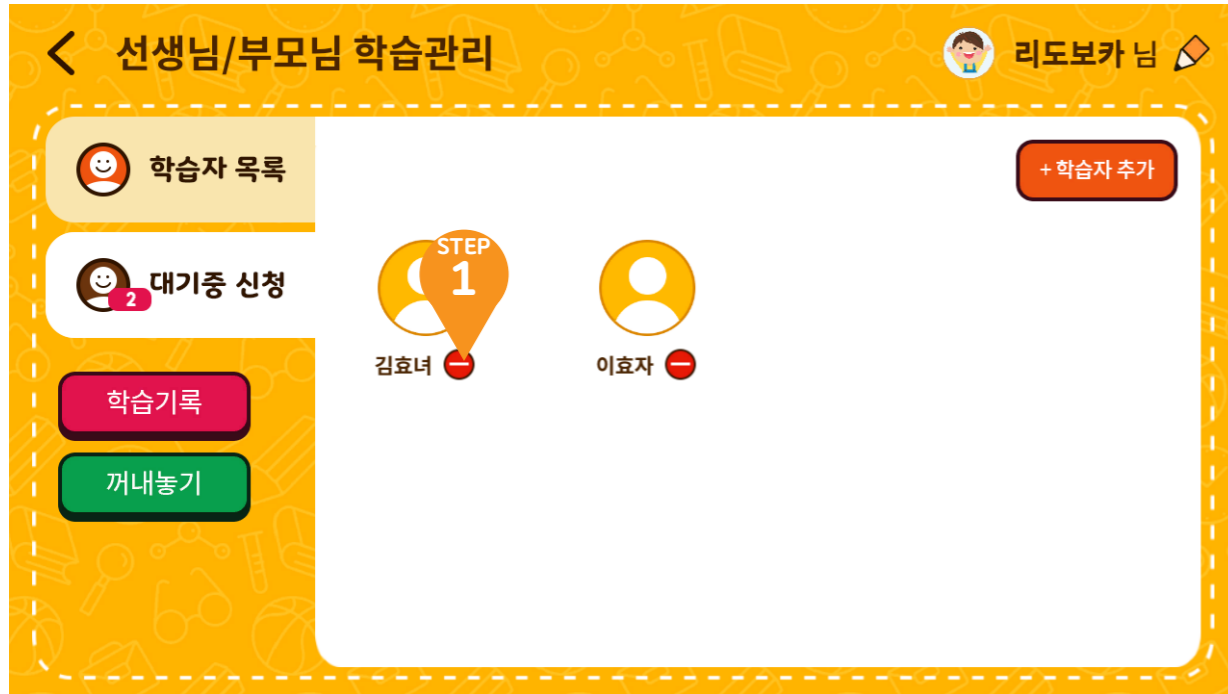 선생님/부모님 학습관리
리도보카 님
학습자 목록
+ 학습자 추가
대기중 신청
2
STEP
1
김효녀
이효자
학습기록
꺼내놓기